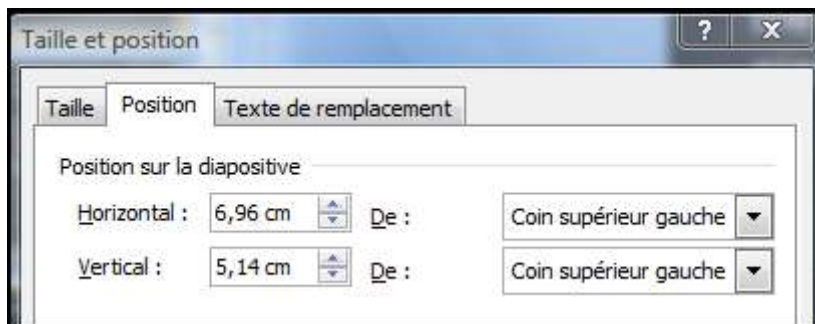 Taille et position
Taille Position Texte de remplacement
Position sur la diapositive
Horizontal : 6,96 cm De : Coin supérieur gauche
Vertical : 5,14 cm De : Coin supérieur gauche